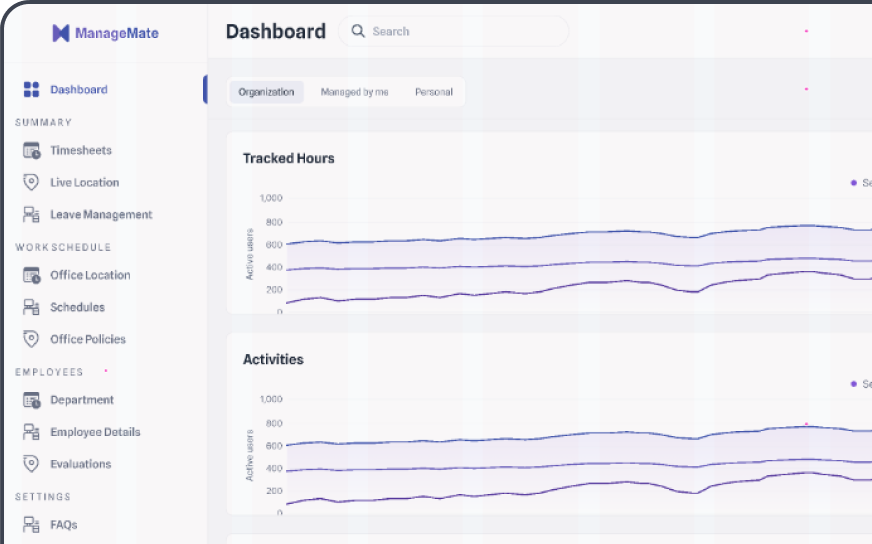 ManageMate
Dashboard
SUMMARY
Timesheets
Live Location
Leave Management
WORKSCHEDULE
Office Location
Schedules
Office Policies
EMPLOYEES
Department
Employee Details
Evaluations
SETTINGS
FAQs
Dashboard
Search
Organization
Managed by me
Personal
Tracked Hours
Se
1,000
800
600
400
200
0
Active users
Activities
Se
1,000
800
600
400
200
0
Active users